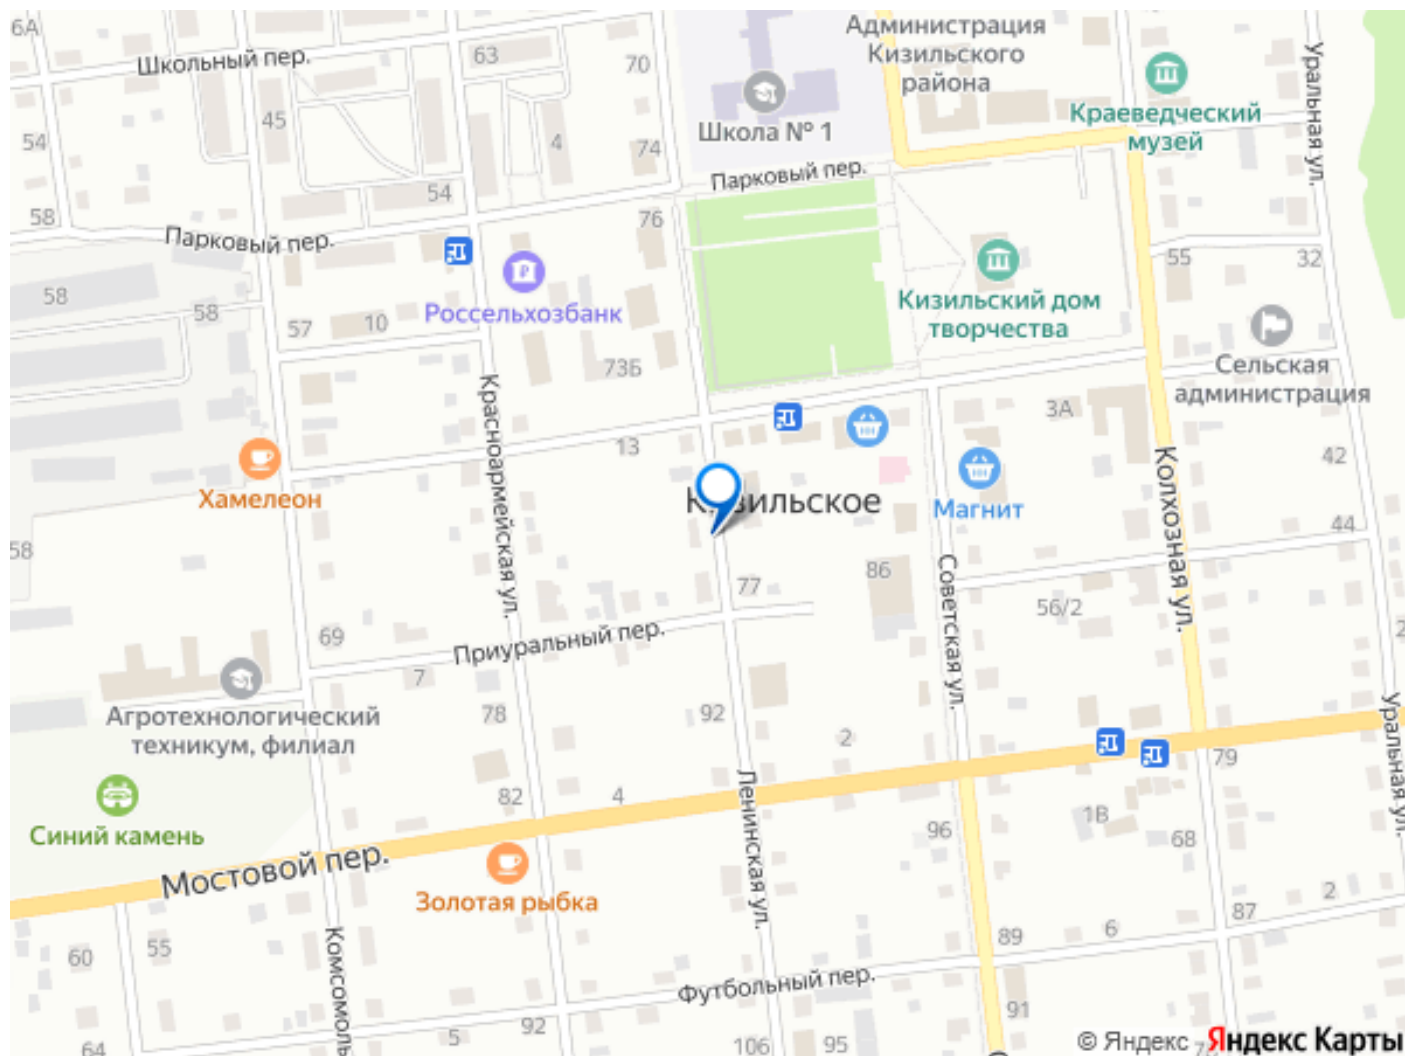 6А
Школьный пер.
63
70
Администрация
Кизильского
района
Краеведческий
музей
Уральная ул.
54
45
4
74
Школа № 1
Парковый пер.
58
54
76
Парковый пер.
58
58
57
10
Россельхозбанк
73Б
Кизильский дом
творчества
55
32
Сельская
администрация
Красноармейская ул.
13
3А
42
Хамелеон
Кизильское
Магнит
Колхозная ул.
44
58
77
86
Советская ул.
56/2
2
69
Приуральный пер.
7
Агротехнологический
техникум, филиал
78
92
2
Уральная ул.
79
Синий камень
82
4
Ленинская ул.
96
1В
68
Мостовой пер.
Золотая рыбка
2
87
6
89
60
55
Комсомоль
Футбольный пер.
91
64
5
92
106
95
© Яндекс
Яндекс Карты